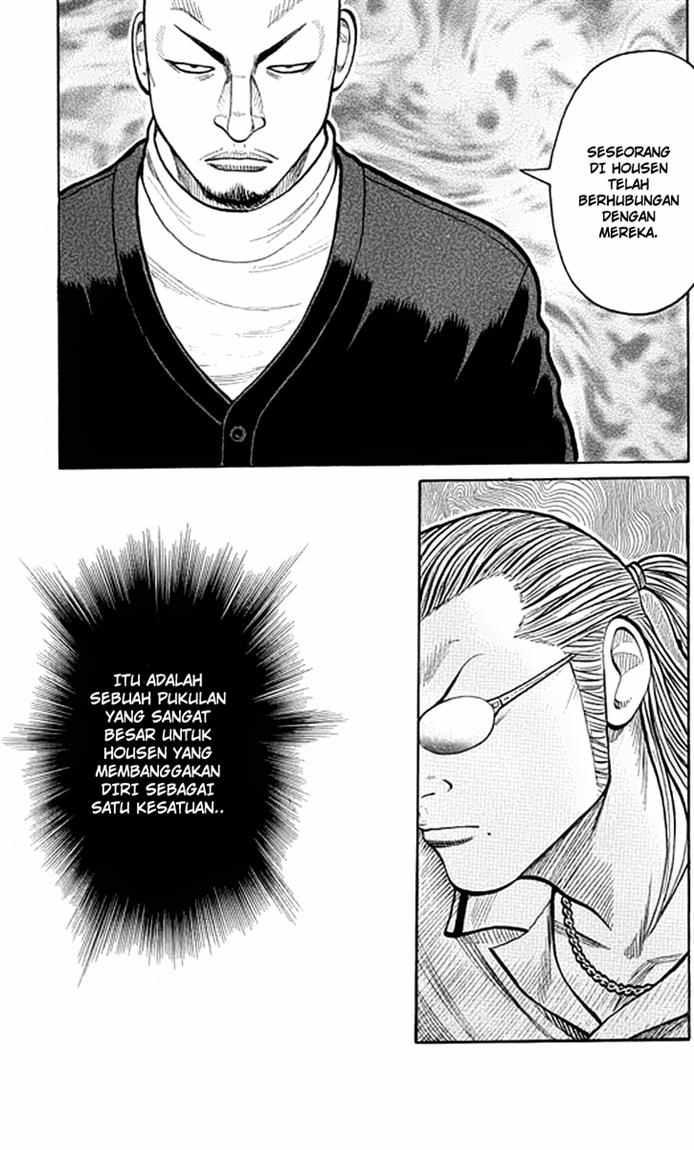 SESEORANG
DI HOUSEN
TELAH
BERHUBUNGAN
DENGAN
MEREKA.
ITU ADALAH
SEBUAH PUKULAN
YANG SANGAT
BESAR UNTUK
HOUSEN YANG
MEMBANGGAKAN
DIRI SEBAGAI
SATU KESATUAN..